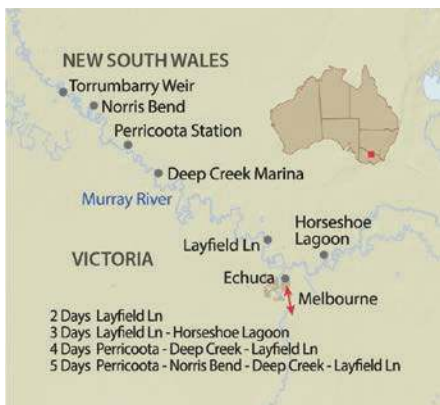 NEW SOUTH WALES
Torrumbarry Weir
Norris Bend
Perricoota Station
Deep Creek Marina
Murray River
Horseshoe
Lagoon
Layfield Ln
VICTORIA
Echuca
Melbourne
2 Days Layfield Ln
3 Days Layfield Ln - Horseshoe Lagoon
4 Days Perricoota - Deep Creek - Layfield Ln
5 Days Perricoota - Norris Bend - Deep Creek - Layfield Ln